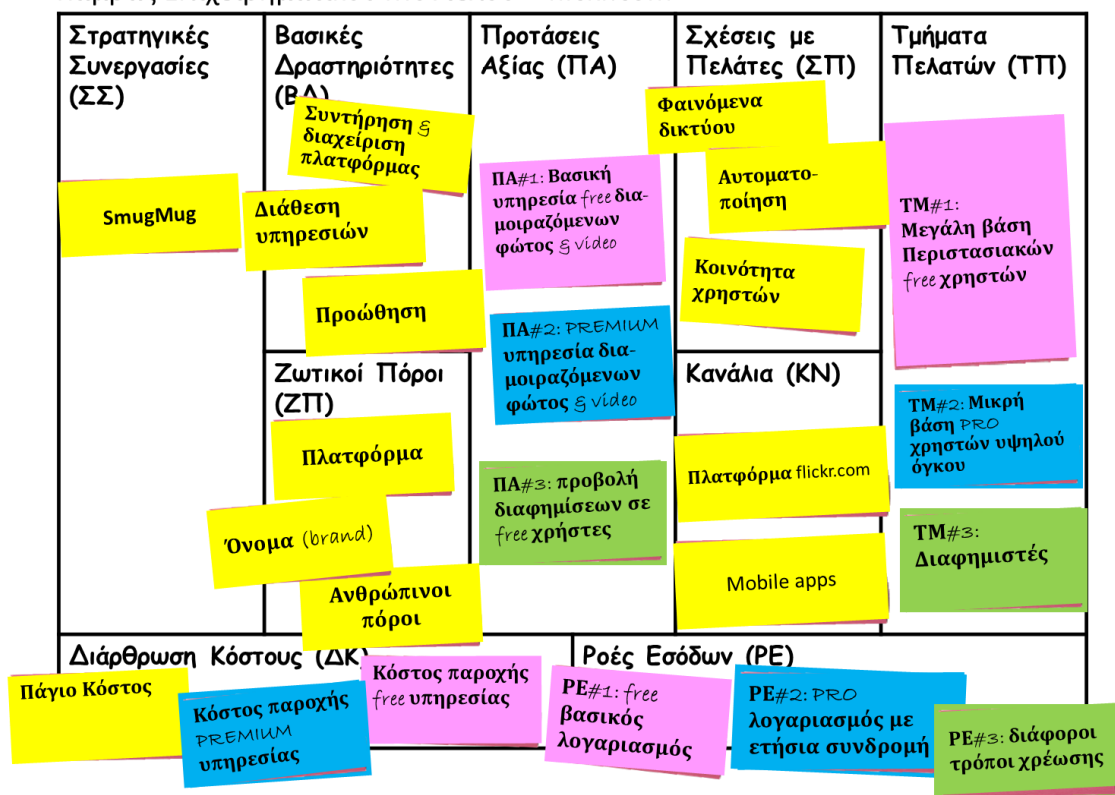 Στρατηγικές
Συνεργασίες
(ΣΣ)
SmugMug
Βασικές
Δραστηριότητες
(ΒΔ)
Συντήρηση &
διαχείριση
πλατφόρμας
Διάθεση
υπηρεσιών
Προώθηση
Ζωτικοί Πόροι
(ΖΠ)
Πλατφόρμα
Όνομα (brand)
Ανθρώπινοι
πόροι
Προτάσεις
Αξίας (ΠΑ)
ΠΑ#1: Βασική
υπηρεσία free δια-
μοιραζόμενων
φώτος & video
ΠΑ#2: PREMIUM
υπηρεσία δια-
μοιραζόμενων
φώτος & video
ΠΑ#3: προβολή
διαφημίσεων σε
free χρήστες
Σχέσεις με
Πελάτες (ΣΠ)
Φαινόμενα
δικτύου
Αυτοματο-
ποίηση
Κοινότητα
χρηστών
Κανάλια (ΚΝ)
Πλατφόρμα flickr.com
Mobile apps
Τμήματα
Πελατών (ΤΠ)
ΤΜ#1:
Μεγάλη βάση
Περιστασιακών
free χρηστών
ΤΜ#2: Μικρή
βάση PRO
χρηστών υψηλού
όγκου
ΤΜ#3:
Διαφημιστές
Διάρθρωση Κόστους (ΔΚ)
Πάγιο Κόστος
Κόστος παροχής
PREMIUM
υπηρεσίας
Κόστος παροχής
free υπηρεσίας
Ροές Εσόδων (ΡΕ)
ΡΕ#1: free
βασικός
λογαριασμός
ΡΕ#2: PRO
λογαριασμός με
ετήσια συνδρομή
ΡΕ#3: διάφοροι
τρόποι χρέωσης